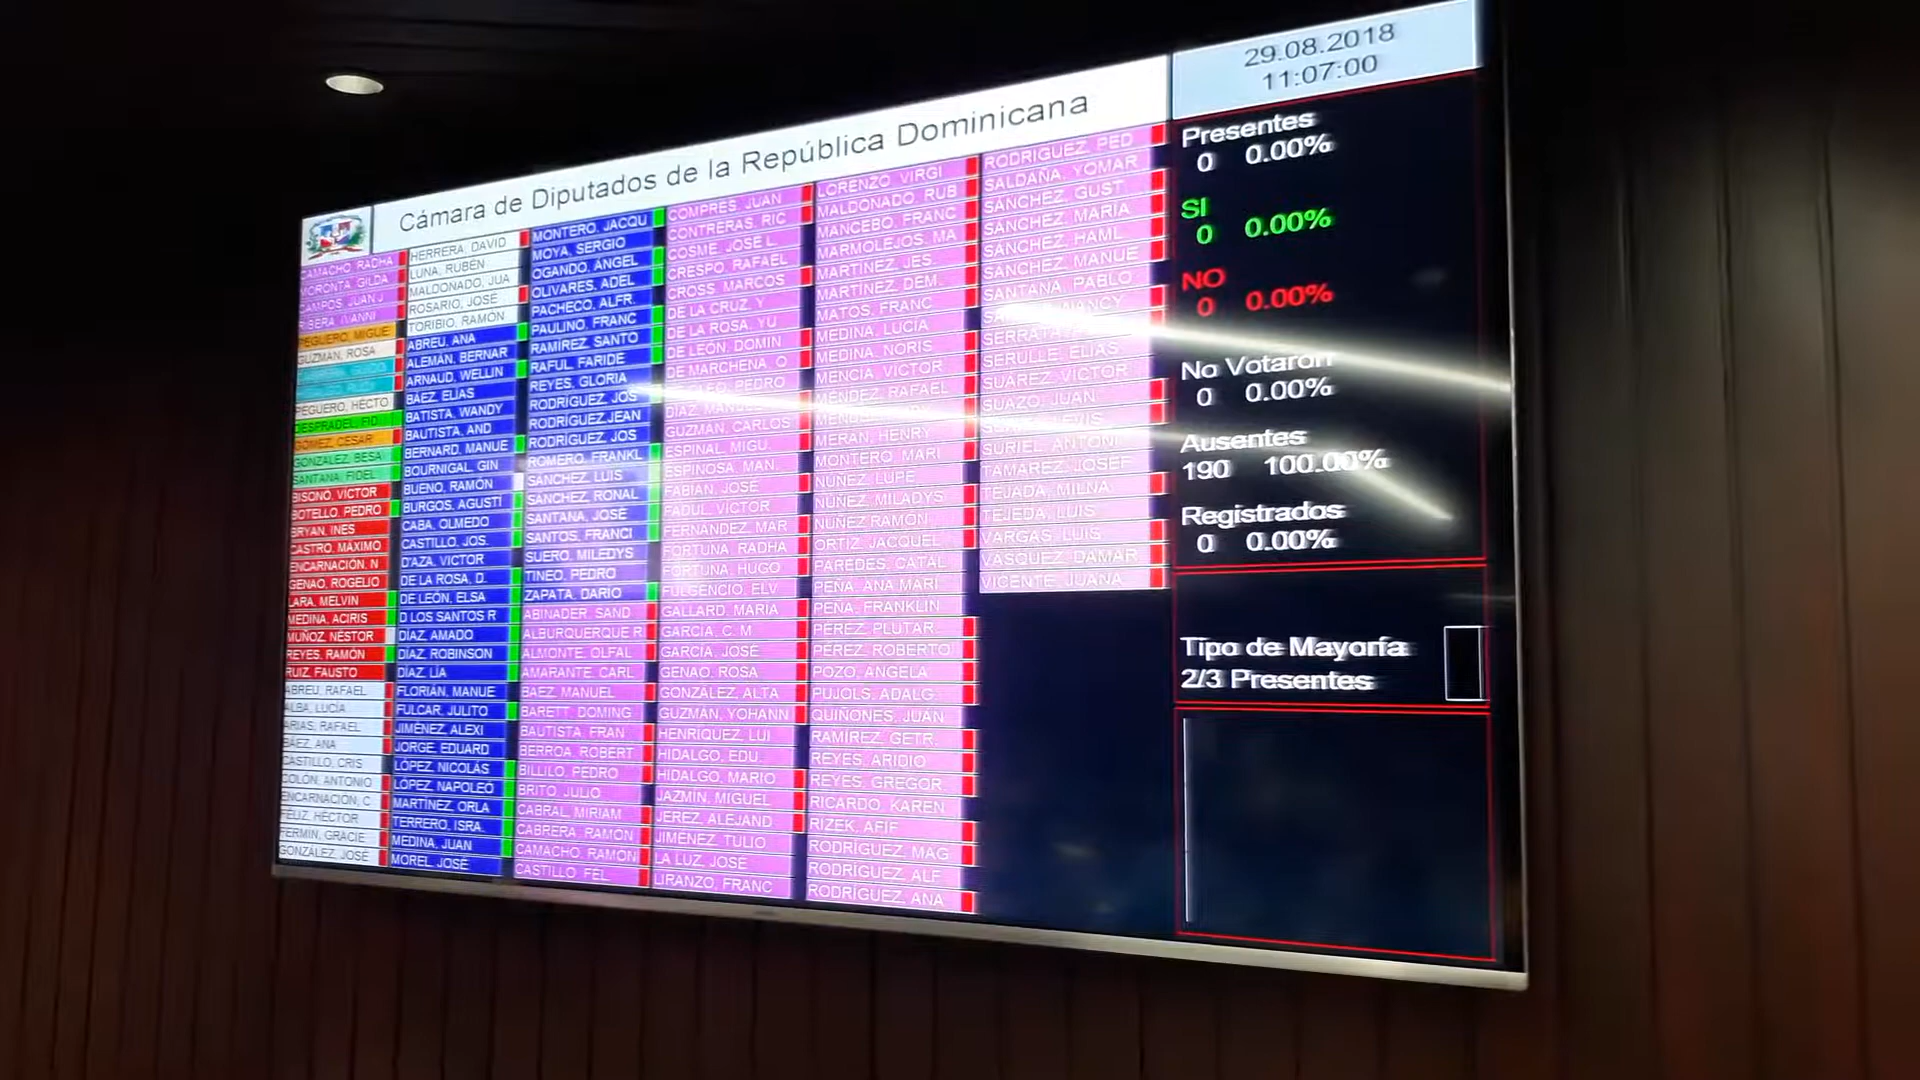 Cámara de Diputados de la República Dominicana
29.08.2018
11:07:00
CAMACHO, RADHA
MORONTA, GILDA
CAMPOS, JUAN J
RISERA, IVANNI
PEGUERO, MIGUE
GUZMÁN, ROSA
PEGUERO, HÉCTO
DESPRADEL, FID
GÓMEZ, CÉSAR
GONZÁLEZ, BESA
SANTANA, FIDEL
BISONÓ, VÍCTOR
BOTELLO, PEDRO
BRYAN, INES
CASTRO, MÁXIMO
ENCARNACIÓN, N
GENAO, ROGELIO
LARA, MELVIN
MEDINA, ACIRIS
MUÑOZ, NÉSTOR
REYES, RAMÓN
RUIZ, FAUSTO
ABREU, RAFAEL
ALBA, LUCÍA
ARIAS, RAFAEL
BÁEZ, ANA
CASTILLO, CRIS
COLÓN, ANTONIO
ENCARNACIÓN, C
FÉLIZ, HÉCTOR
FERMÍN, GRACIE
GONZÁLEZ, JOSÉ
HERRERA, DAVID
LUNA, RUBÉN
MALDONADO, JUA
ROSARIO, JOSÉ
TORIBIO, RAMÓN
ABREU, ANA
ALEMÁN, BERNAR
ARNAUD, WELLIN
BÁEZ, ELÍAS
BATISTA, WANDY
BAUTISTA, AND
BERNARD, MANUE
BOURNIGAL, GIN
BUENO, RAMÓN
BURGOS, AGUSTÍ
CABA, OLMEDO
CASTILLO, JOS.
D'AZA, VICTOR
DE LA ROSA, D.
DE LEÓN, ELSA
D LOS SANTOS R
DÍAZ, AMADO
DÍAZ, ROBINSON
DÍAZ, LÍA
FLORIÁN, MANUE
FULCAR, JULITO
JIMÉNEZ, ALEXI
JORGE, EDUARD
LÓPEZ, NICOLÁS
LÓPEZ, NAPOLEÓ
MARTÍNEZ, ORLA
TERRERO, ISRA.
MEDINA, JUAN
MOREL, JOSÉ
MONTERO, JACQU
MOYA, SERGIO
OGANDO, ÁNGEL
OLIVARES, ADEL
PACHECO, ALFR.
PAULINO, FRANC
RAMÍREZ, SANTO
RAFUL, FARIDE
REYES, GLORIA
RODRÍGUEZ, JOS
RODRÍGUEZ,JEAN
RODRÍGUEZ, JOS
ROMERO, FRANKL
SÁNCHEZ, LUIS
SÁNCHEZ, RONAL
SANTANA, JOSÉ
SANTOS, FRANCI
SUERO, MILEDYS
TINEO, PEDRO
ZAPATA, DARÍO
ABINADER, SAND
ALBURQUERQUE R
ALMONTE, OLFAL
AMARANTE, CARL
BÁEZ, MANUEL
BARETT, DOMING
BAUTISTA, FRAN
BERROA, ROBERT
BILLILO, PEDRO
BRITO, JULIO
CABRAL, MIRIAM
CABRERA, RAMÓN
CAMACHO, RAMÓN
CASTILLO, FÉL
COMPRES, JUAN
CONTRERAS, RIC
COSME, JOSÉ L
CRESPO, RAFAEL
CROSS, MARCOS
DE LA CRUZ, Y
DE LA ROSA, YU
DE LEÓN, DOMIN
DE MARCHENA, O
DÍAZ, MANUEL
GUZMÁN, CARLOS
ESPINAL, MIGU.
ESPINOSA, MAN.
FABIÁN, JOSÉ
FADUL, VÍCTOR
FERNÁNDEZ, MAR
FORTUNA, RADHA
FORTUNA, HUGO
FULGENCIO, ELV
GALLARD, MARIA
GARCÍA, C. M
GARCÍA, JOSÉ
GENAO, ROSA
GONZÁLEZ, ALTA
GUZMÁN, YOHANN
HENRÍQUEZ, LUI
HIDALGO, EDU.
HIDALGO, MARIO
JAZMÍN, MIGUEL
JEREZ, ALEJAND
JIMÉNEZ, TULIO
LA LUZ, JOSÉ
LIRANZO, FRANC
LORENZO, VIRGI
MALDONADO, RUB
MANCEBO, FRANC
MARMOLEJOS, MA
MARTÍNEZ, JES.
MARTÍNEZ, DEM.
MATOS, FRANC
MEDINA, LUCÍA
MEDINA, NORIS
MENCÍA, VÍCTOR
MÉNDEZ, RAFAEL
MERÁN, HENRY
MONTERO, MARI
NÚÑEZ, LUPE
NÚÑEZ, MILADYS
NÚÑEZ RAMÓN
ORTIZ, JACQUEL
PAREDES, CATAL
PEÑA, ANA MARI
PEÑA, FRANKLIN
PÉREZ, PLUTAR.
PÉREZ, ROBERTO
POZO, ÁNGELA
PUJOLS, ADALG
QUIÑONES, JUAN
RAMÍREZ, GETR.
REYES, ARIDIO
REYES, GREGOR.
RICARDO, KAREN
RIZEK, AFIF
RODRÍGUEZ, MAG
RODRÍGUEZ, ALF
RODRÍGUEZ, ANA
RODRÍGUEZ, PED
SALDAÑA, YOMAR
SÁNCHEZ, GUST
SÁNCHEZ, MARÍA
SÁNCHEZ, HAML
SÁNCHEZ, MANUE
SANTANA, PABLO
SERRATA
SERULLE, ELÍAS
SUÁREZ, VÍCTOR
SUAZO, JUAN
SURIEL, ANTONI
TAMÁREZ, JOSEF
TEJADA, MILNA
TEJEDA, LUIS
VARGAS, LUIS
VÁSQUEZ, DAMAR
VICENTE, JUANA
Presentes
0 0.00%
SI
0 0.00%
NO
0 0.00%
No Votaron
0 0.00%
Ausentes
190 100.00%
Registrados
0 0.00%
Tipo de Mayoría
2/3 Presentes